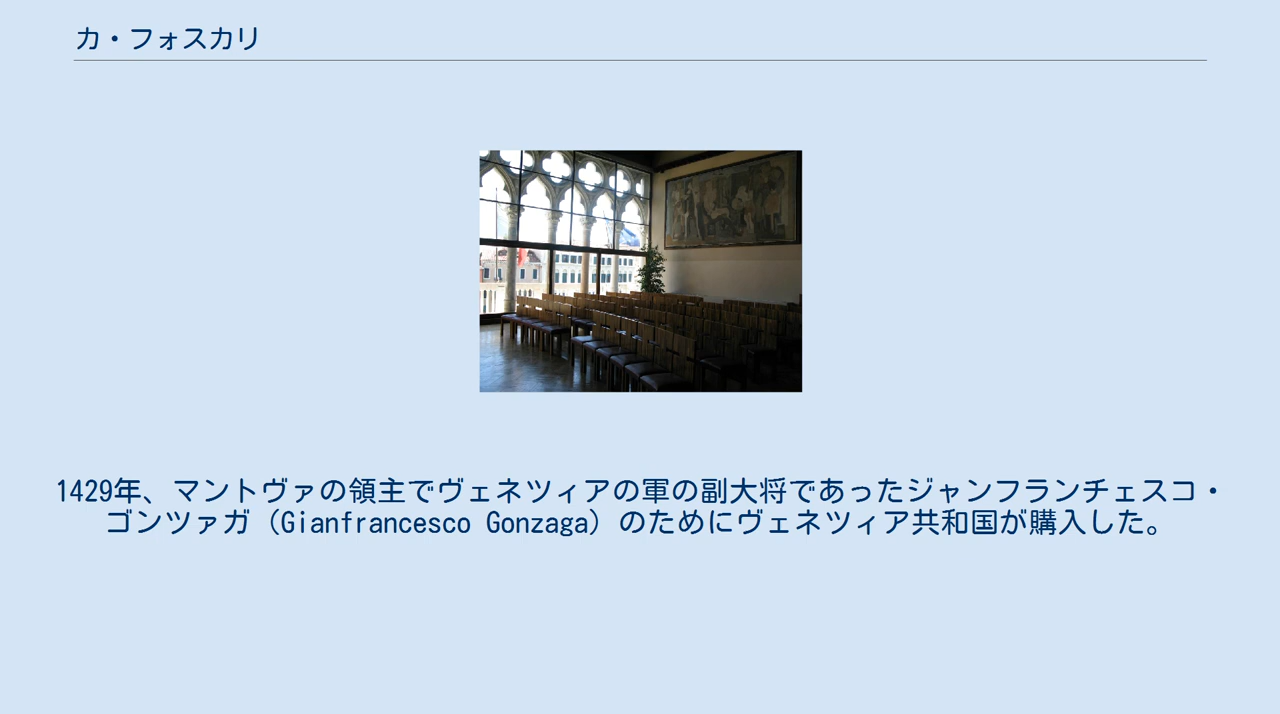 カ・フォスカリ
1429年、マントヴァの領主でヴェネツィアの軍の副大将であったジャンフランチェスコ・
ゴンツァガ（Gianfrancesco Gonzaga）のためにヴェネツィア共和国が購入した。